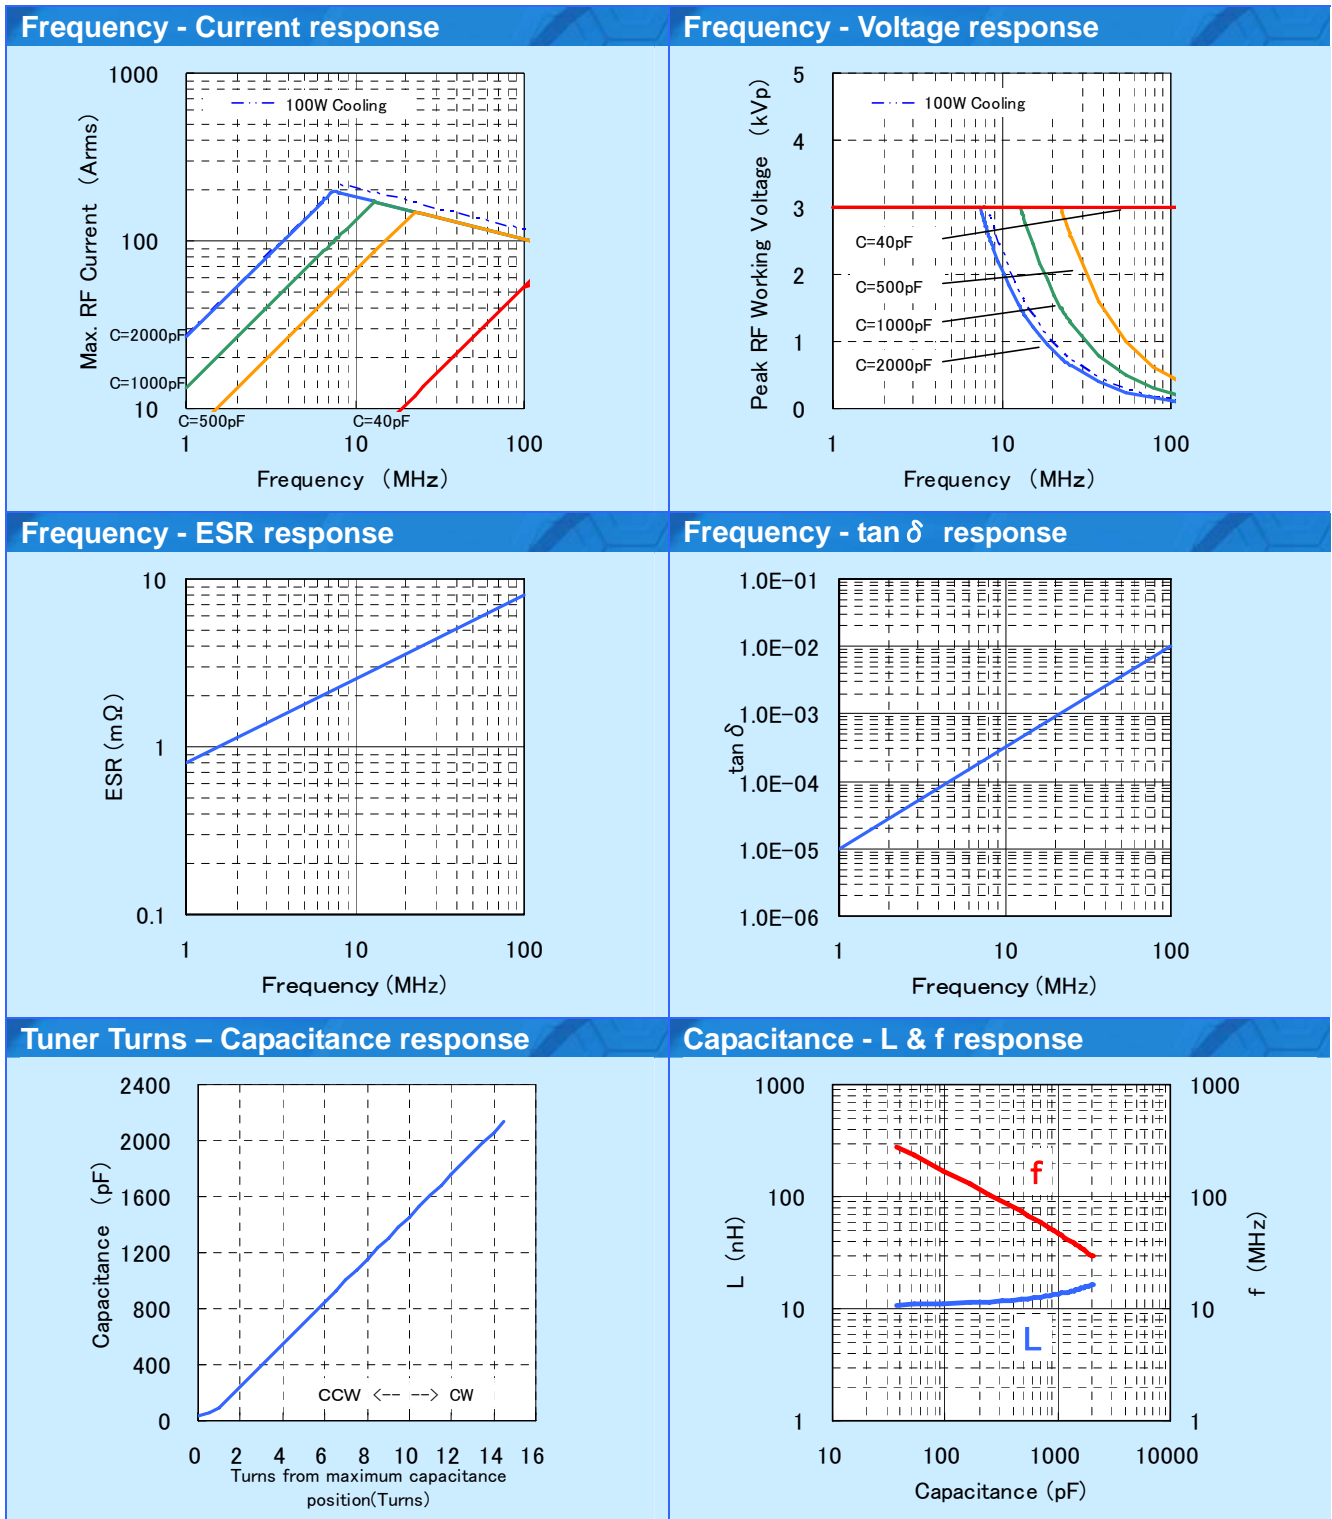 Frequency - Current response
1000
100
10
Max. RF Current (Arms)
100W Cooling
C=2000pF
C=1000pF
C=500pF
C=40pF
1
10
100
Frequency (MHz)
Frequency - Voltage response
5
4
3
2
1
0
Peak RF Working Voltage (kVp)
100W Cooling
C=40pF
C=500pF
C=1000pF
C=2000pF
1
10
100
Frequency (MHz)
Frequency - ESR response
10
1
0.1
ESR (mΩ)
1
10
100
Frequency (MHz)
Frequency - tan δ response
1.0E-01
1.0E-02
1.0E-03
1.0E-04
1.0E-05
1.0E-06
tan δ
1
10
100
Frequency (MHz)
Tuner Turns – Capacitance response
2400
2000
1600
1200
800
400
0
Capacitance (pF)
CCW <-- --> CW
0 2 4 6 8 10 12 14 16
Turns from maximum capacitance
position(Turns)
Capacitance - L & f response
1000
100
10
1
L (nH)
f
L
1000
100
10
1
f (MHz)
10
100
1000
10000
Capacitance (pF)